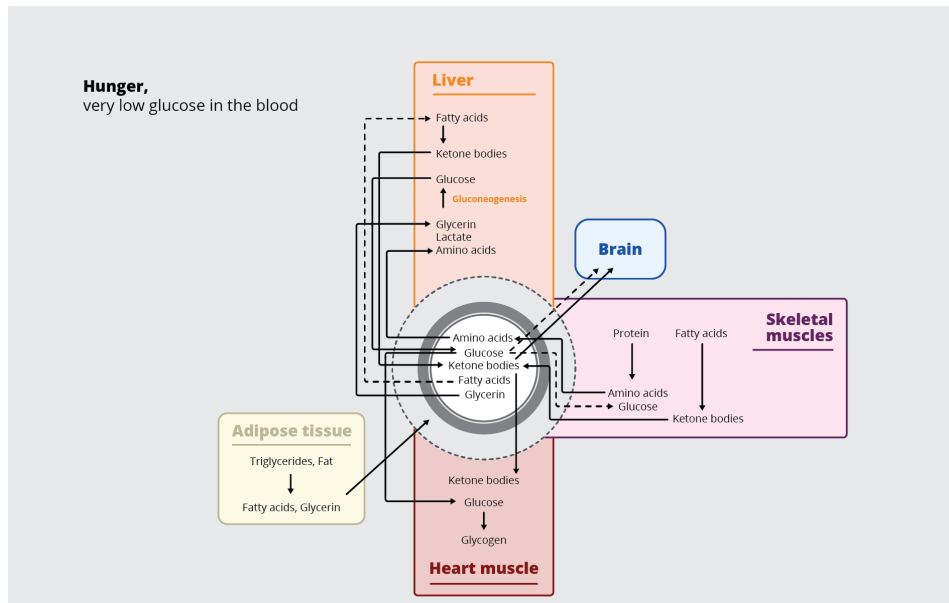 Hunger,
very low glucose in the blood
Liver
Fatty acids
Ketone bodies
Glucose
Gluconeogenesis
Glycerin
Lactate
Amino acids
Brain
Skeletal
muscles
Protein
Fatty acids
Amino acids
Glucose
Ketone bodies
Amino acids
Glucose
Ketone bodies
Fatty acids
Glycerin
Adipose tissue
Triglycerides, Fat
Fatty acids, Glycerin
Ketone bodies
Glucose
Glycogen
Heart muscle